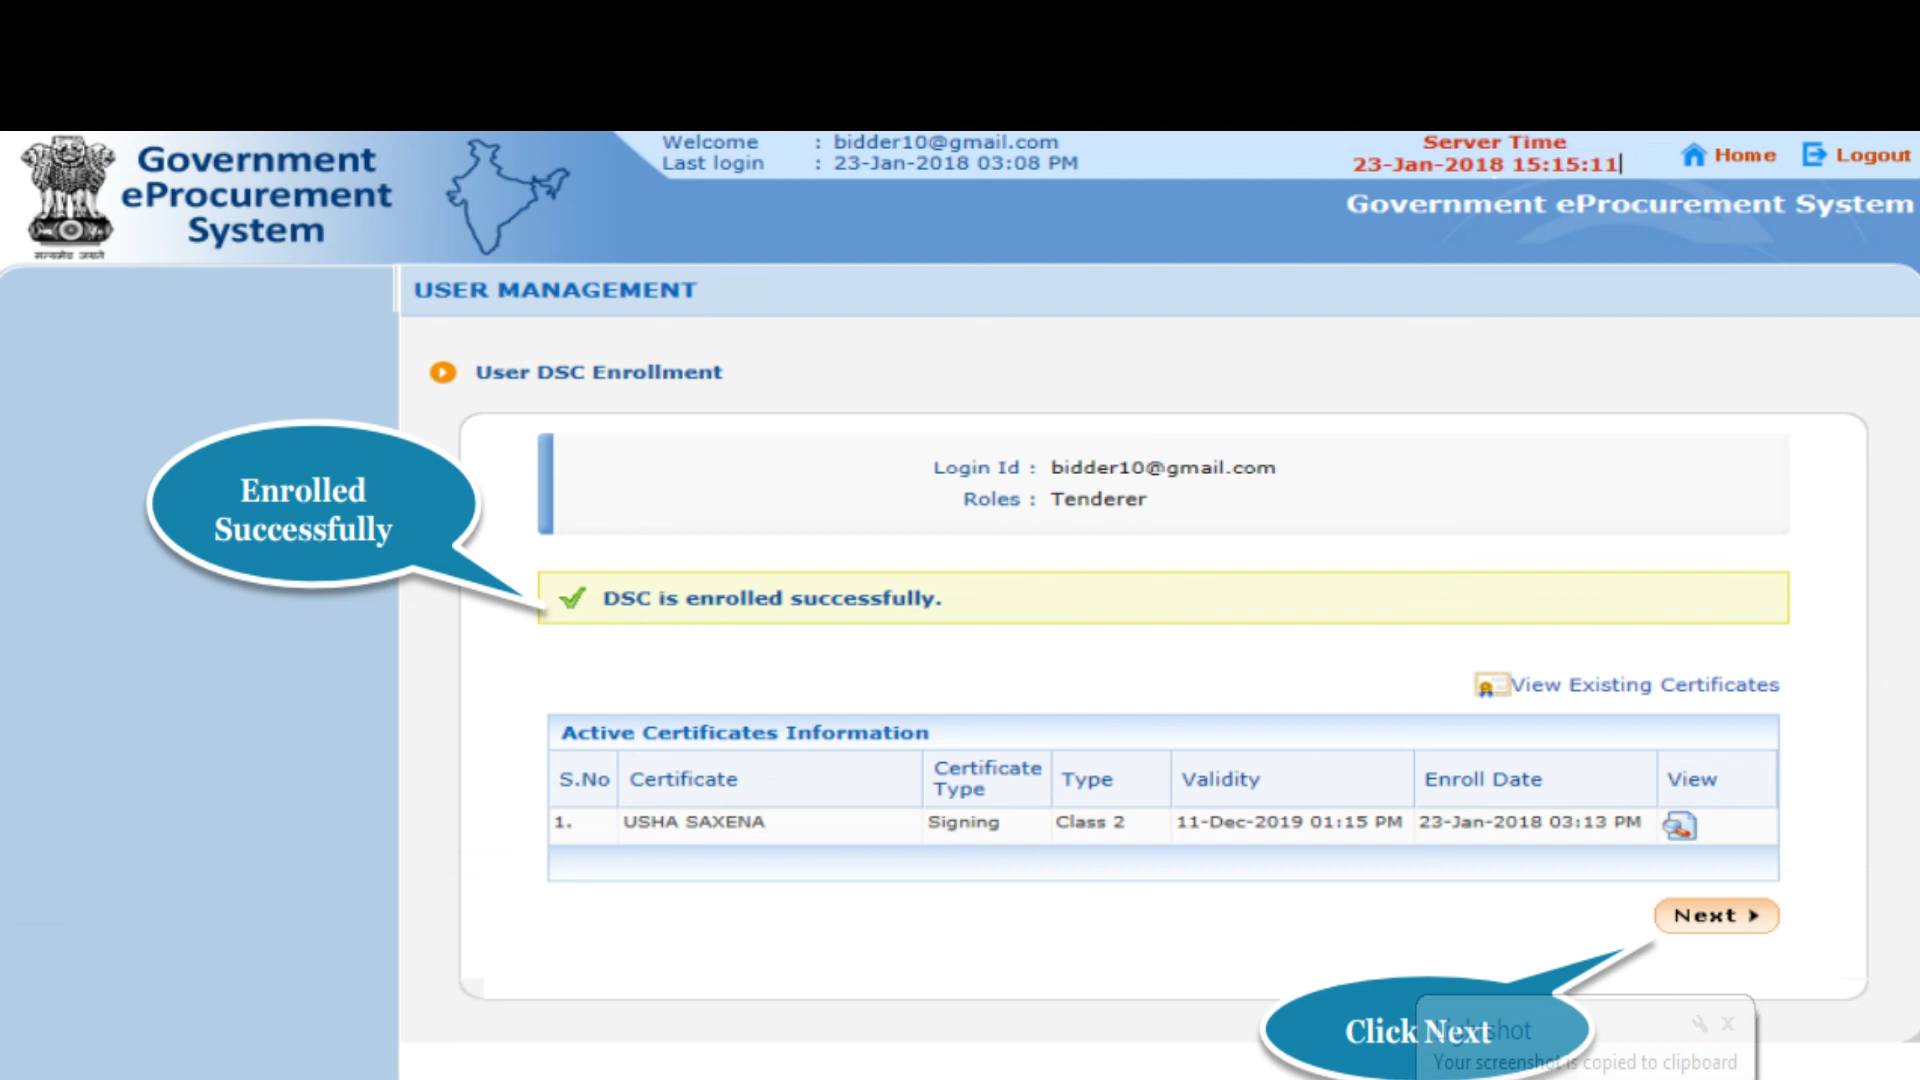 Government
eProcurement
System
सत्यमेव जयते
Welcome : bidder10@gmail.com
Last login : 23-Jan-2018 03:08 PM
Server Time
23-Jan-2018 15:15:11
Home
Logout
Government eProcurement System
USER MANAGEMENT
User DSC Enrollment
Enrolled
Successfully
Login Id : bidder10@gmail.com
Roles : Tenderer
DSC is enrolled successfully.
View Existing Certificates
Active Certificates Information
S.No Certificate Certificate Type Type Validity Enroll Date View
1. USHA SAXENA Signing Class 2 11-Dec-2019 01:15 PM 23-Jan-2018 03:13 PM
Next
Click Next
Your screenshot is copied to clipboard